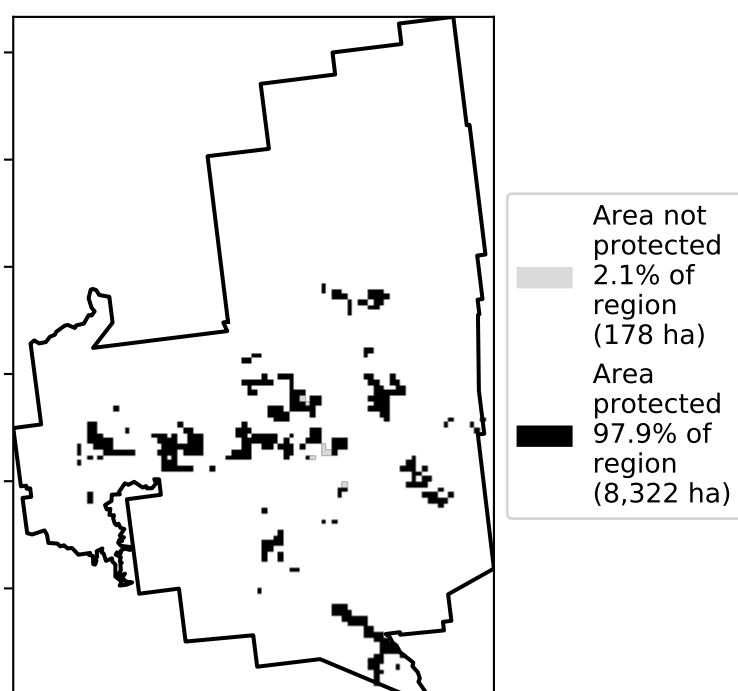 Area not
protected
2.1% of
region
(178 ha)
Area
protected
97.9% of
region
(8,322 ha)